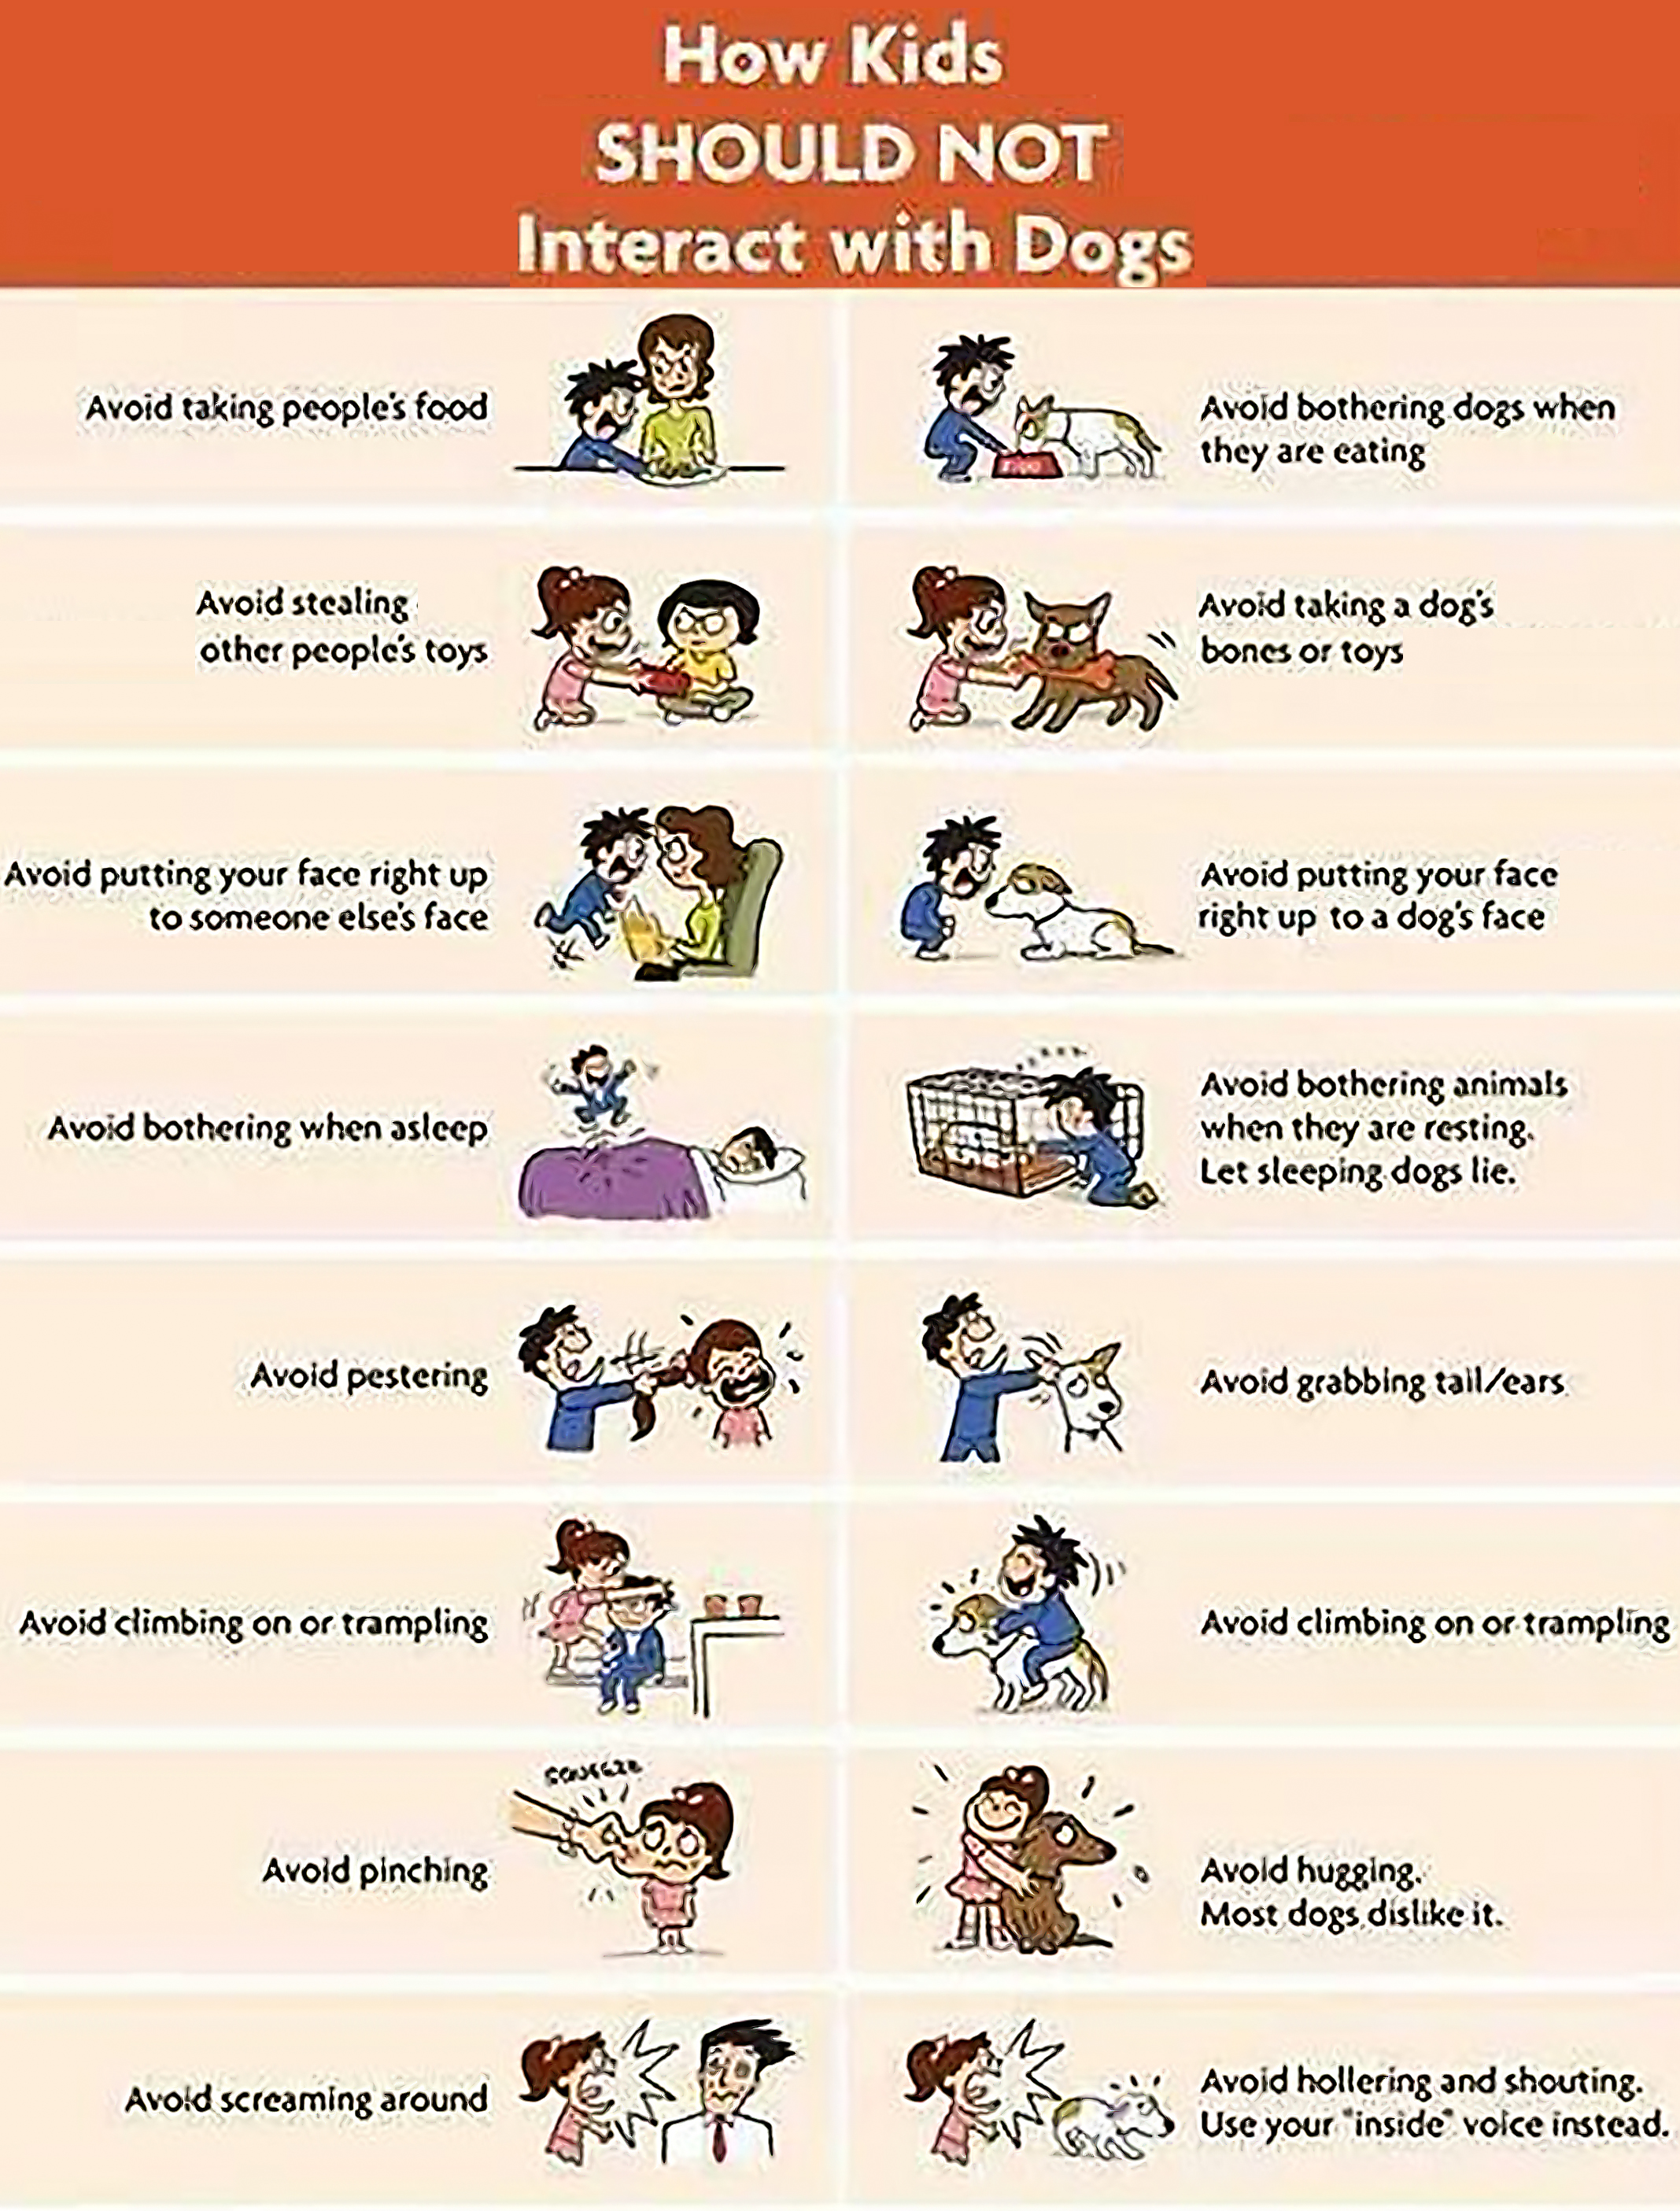 How Kids
SHOULD NOT
Interact with Dogs
Avoid taking people's food
Avoid bothering dogs when
they are eating
Avoid stealing
other people's toys
Avoid taking a dog's
bones or toys
Avoid putting your face right up
to someone else's face
Avoid putting your face
right up to a dog's face
Avoid bothering when asleep
Avoid bothering animals
when they are resting.
Let sleeping dogs lie.
Avoid pestering
Avoid grabbing tail/ears
Avoid climbing on or trampling
Avoid climbing on or trampling
SQUEEZE
Avoid pinching
Avoid hugging.
Most dogs dislike it.
Avoid screaming around
Avoid hollering and shouting.
Use your "inside" voice instead.